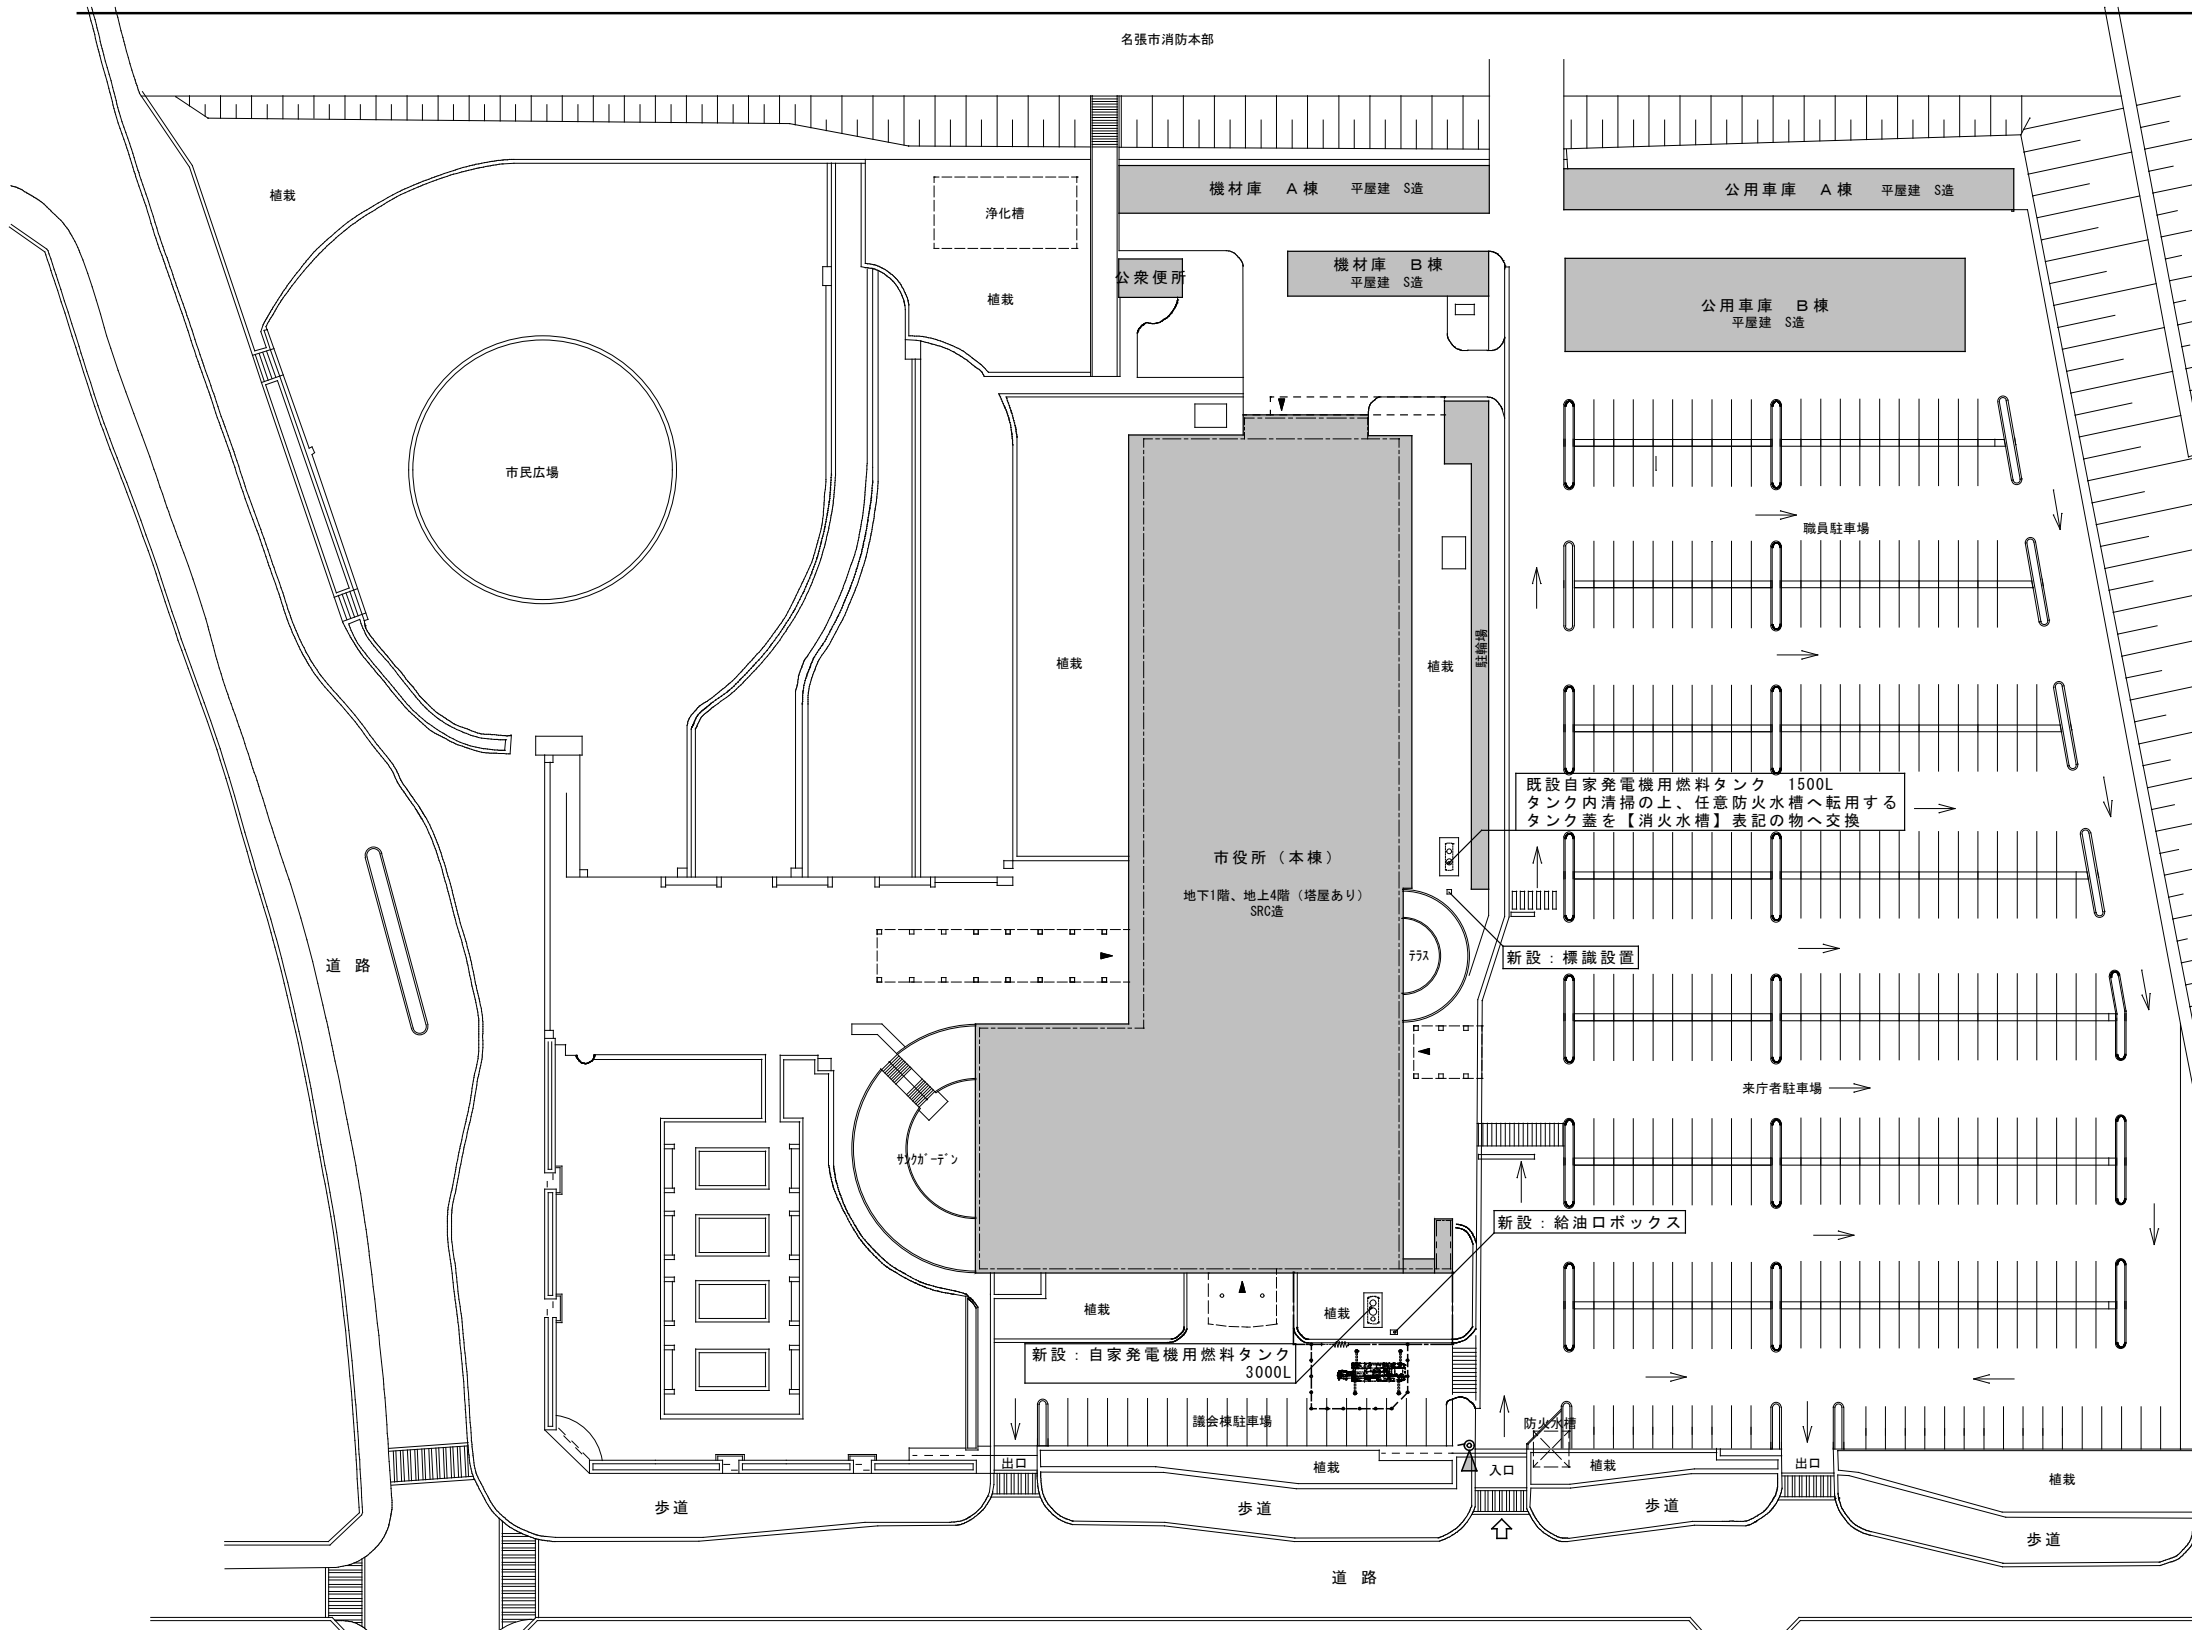 名張市消防本部
植栽
浄化槽
機材庫 A棟 平屋建 S造
公用車庫 A棟 平屋建 S造
公衆便所
機材庫 B棟
平屋建 S造
植栽
公用車庫 B棟
平屋建 S造
市民広場
職員駐車場
植栽
植栽
駐輪場
既設自家発電機用燃料タンク 1500L
タンク内清掃の上、任意防火水槽へ転用する
タンク蓋を【消火水槽】表記の物へ交換
市役所(本棟)
地下1階、地上4階(塔屋あり)
SRC造
テラス
新設：標識設置
道 路
来庁者駐車場
サンクガーデン
新設：給油口ボックス
植栽
植栽
新設：自家発電機用燃料タンク
3000L
議会棟駐車場
防火水槽
出口
植栽
入口
植栽
出口
植栽
歩道
歩道
歩道
歩道
道 路